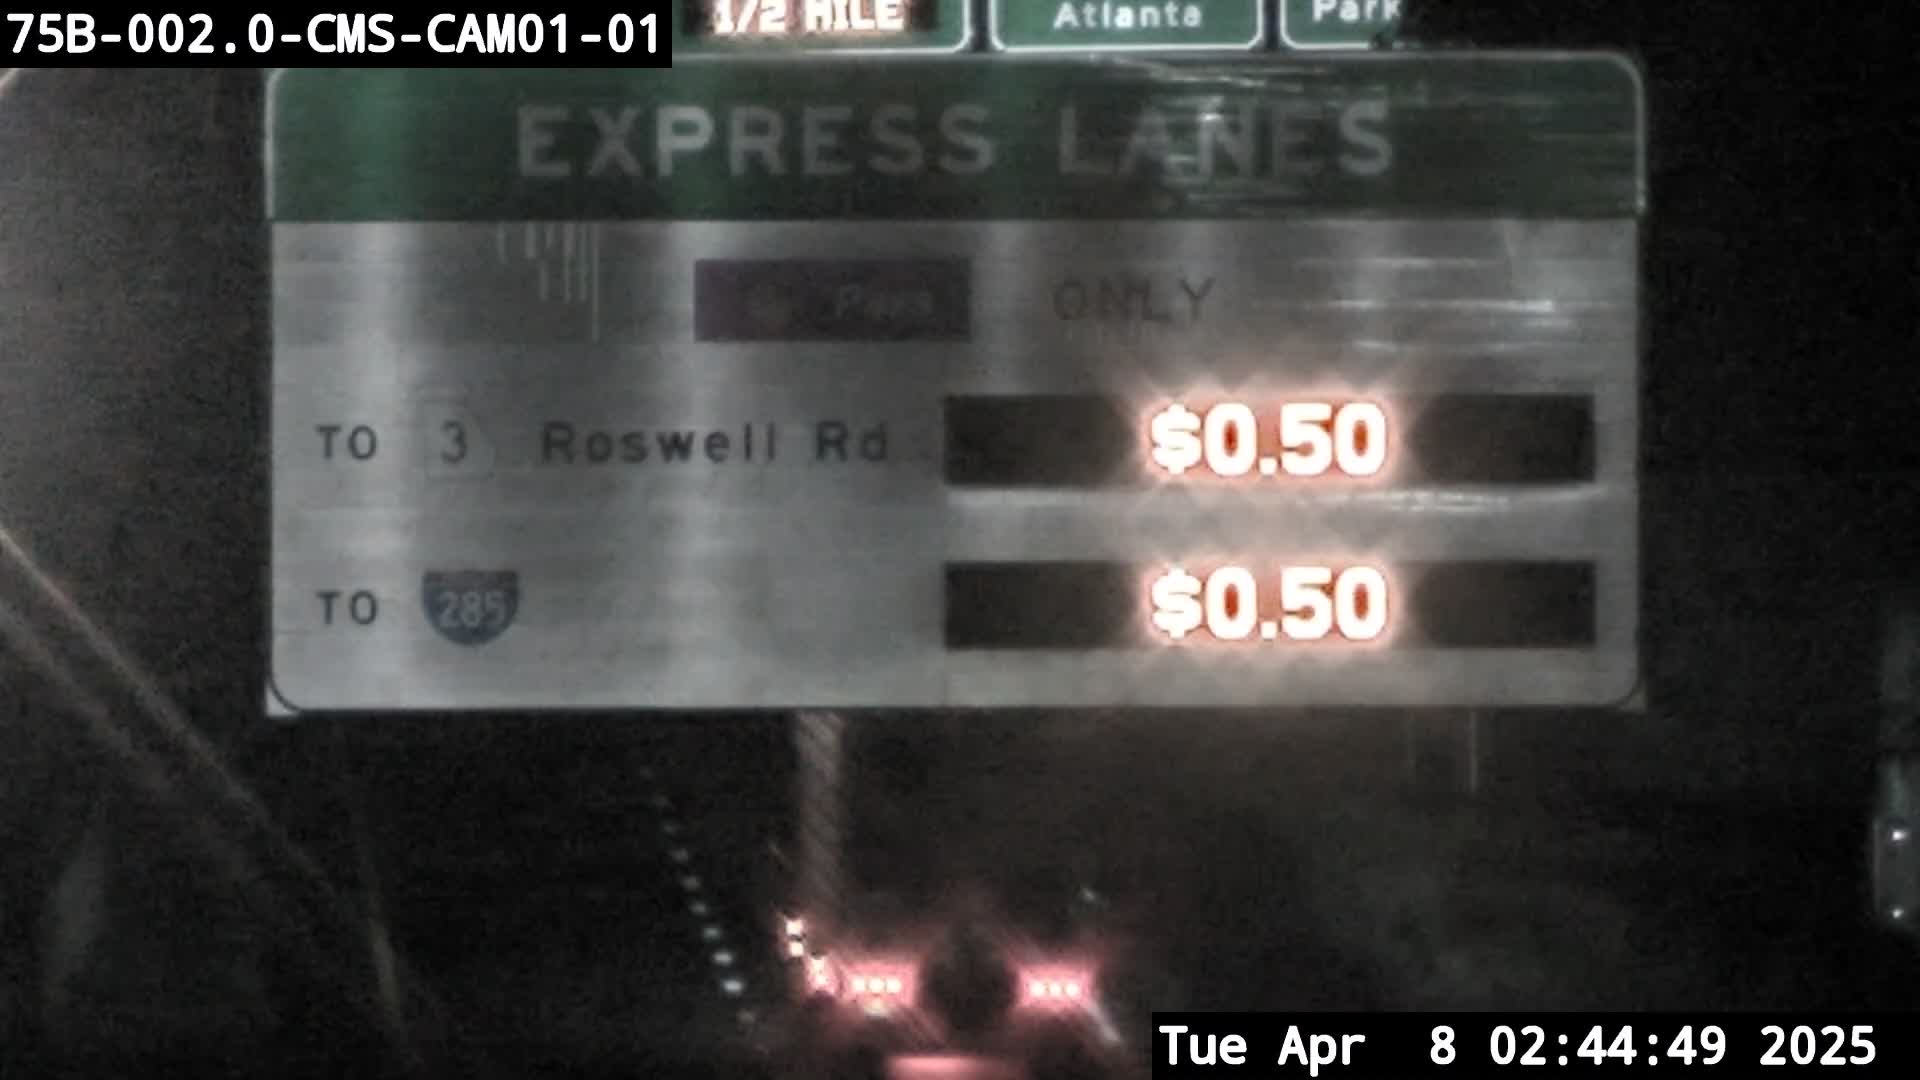 75B-002.0-CMS-CAM01-01
1/2 MILE
Atlanta
Park
EXPRESS LANES
Pass ONLY
TO 3 Roswell Rd $0.50
TO 285 $0.50
Tue Apr 8 02:44:49 2025